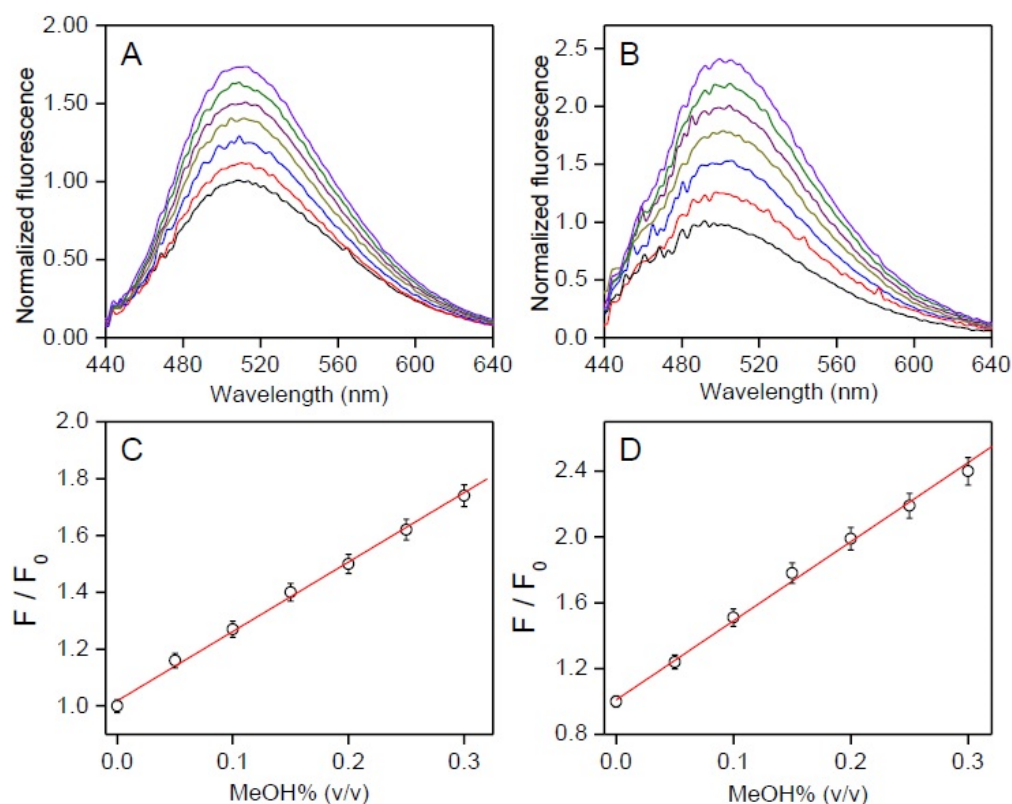 A
Normalized fluorescence
2.00
1.50
1.00
0.50
0.00
440 480 520 560 600 640
Wavelength (nm)
B
Normalized fluorescence
2.5
2.0
1.5
1.0
0.5
0.0
440 480 520 560 600 640
Wavelength (nm)
C
F / F₀
2.0
1.8
1.6
1.4
1.2
1.0
0.0 0.1 0.2 0.3
MeOH% (v/v)
D
F / F₀
2.4
2.0
1.6
1.2
0.8
0.0 0.1 0.2 0.3
MeOH% (v/v)